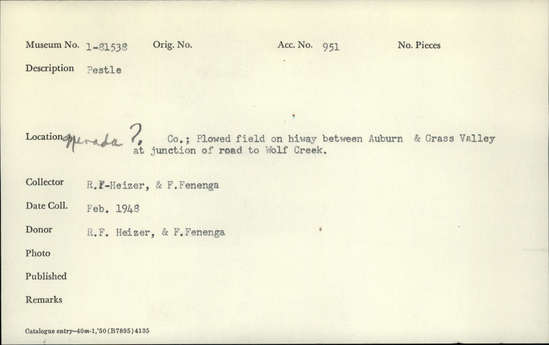 Museum No. 1-81538 Orig. No. Acc. No. 951 No. Pieces
Description Pestle
Location Nevada ?. Co.; Plowed field on hiway between Auburn & Grass Valley
at junction of road to Wolf Creek.
Collector R.F-Heizer, & F.Fenenga
Date Coll. Feb. 1948
Donor R.F. Heizer, & F.Fenenga
Photo
Published
Remarks
Catalogue entry—40m-1,'50 (B7895) 4135